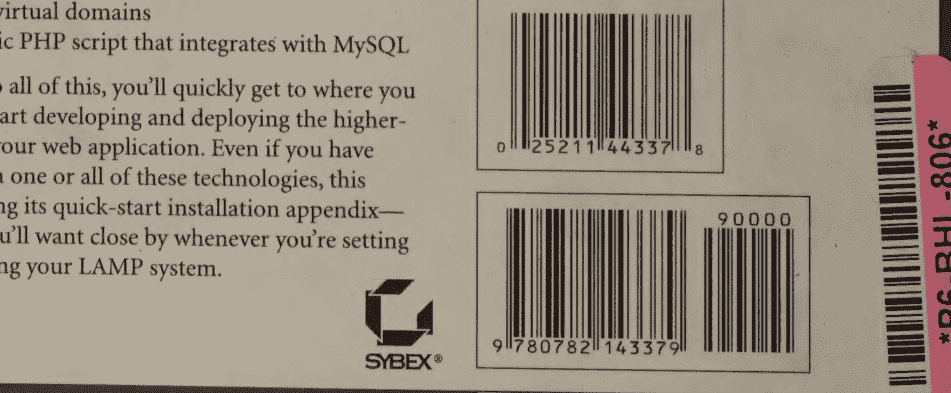 virtual domains
ic PHP script that integrates with MySQL
all of this, you'll quickly get to where you
art developing and deploying the higher-
our web application. Even if you have
one or all of these technologies, this
ng its quick-start installation appendix—
u'll want close by whenever you're setting
ng your LAMP system.
SYBEX®
0 25211 44337 8
90000
9 780782 143379
*B6-BHL-806*